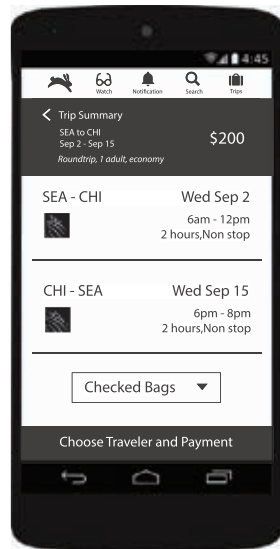 4:45
Watch
Notification
Search
Trips
Trip Summary
SEA to CHI
$200
Sep 2 - Sep 15
Roundtrip, 1 adult, economy
SEA - CHI
Wed Sep 2
6am - 12pm
2 hours,Non stop
CHI - SEA
Wed Sep 15
6pm - 8pm
2 hours,Non stop
Checked Bags
Choose Traveler and Payment